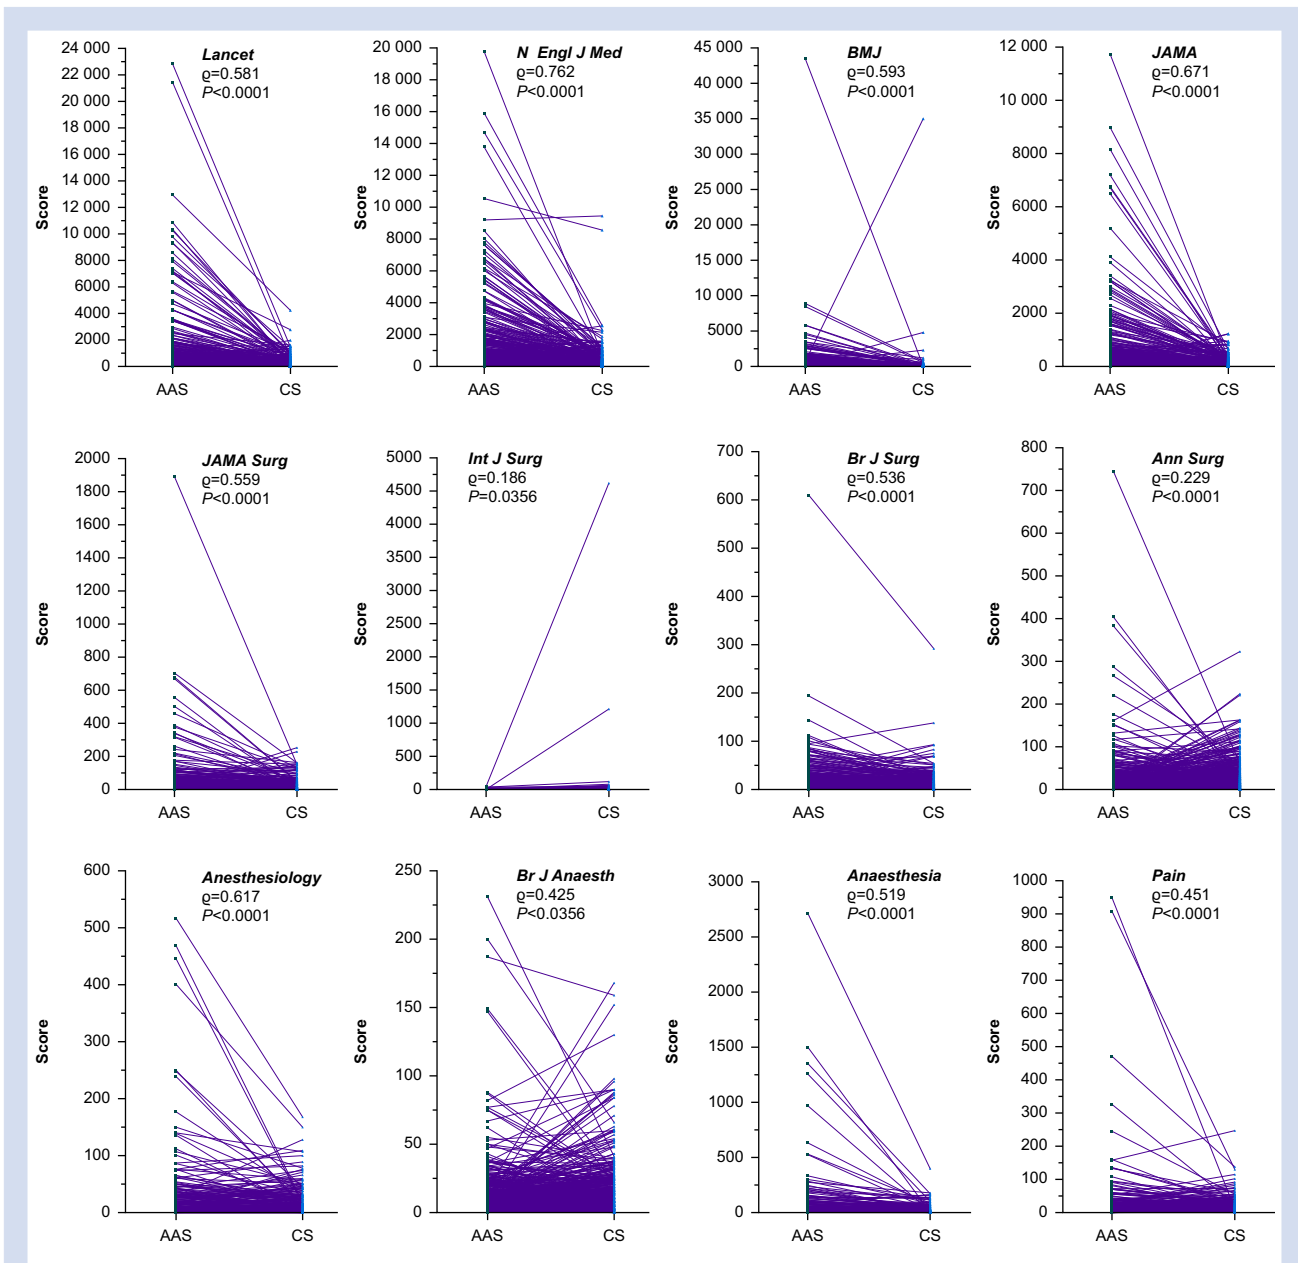 Lancet
ϱ=0.581
P<0.0001
24 000
22 000
20 000
18 000
16 000
14 000
12 000
10 000
8000
6000
4000
2000
0
Score
AAS CS
N Engl J Med
ϱ=0.762
P<0.0001
20 000
18 000
16 000
14 000
12 000
10 000
8000
6000
4000
2000
0
Score
AAS CS
BMJ
ϱ=0.593
P<0.0001
45 000
40 000
35 000
30 000
25 000
20 000
15 000
10 000
5000
0
Score
AAS CS
JAMA
ϱ=0.671
P<0.0001
12 000
10 000
8000
6000
4000
2000
0
Score
AAS CS
JAMA Surg
ϱ=0.559
P<0.0001
2000
1800
1600
1400
1200
1000
800
600
400
200
0
Score
AAS CS
Int J Surg
ϱ=0.186
P=0.0356
5000
4500
4000
3500
3000
2500
2000
1500
1000
500
0
Score
AAS CS
Br J Surg
ϱ=0.536
P<0.0001
700
600
500
400
300
200
100
0
Score
AAS CS
Ann Surg
ϱ=0.229
P<0.0001
800
700
600
500
400
300
200
100
0
Score
AAS CS
Anesthesiology
ϱ=0.617
P<0.0001
600
500
400
300
200
100
0
Score
AAS CS
Br J Anaesth
ϱ=0.425
P<0.0356
250
200
150
100
50
0
Score
AAS CS
Anaesthesia
ϱ=0.519
P<0.0001
3000
2500
2000
1500
1000
500
0
Score
AAS CS
Pain
ϱ=0.451
P<0.0001
1000
900
800
700
600
500
400
300
200
100
0
Score
AAS CS